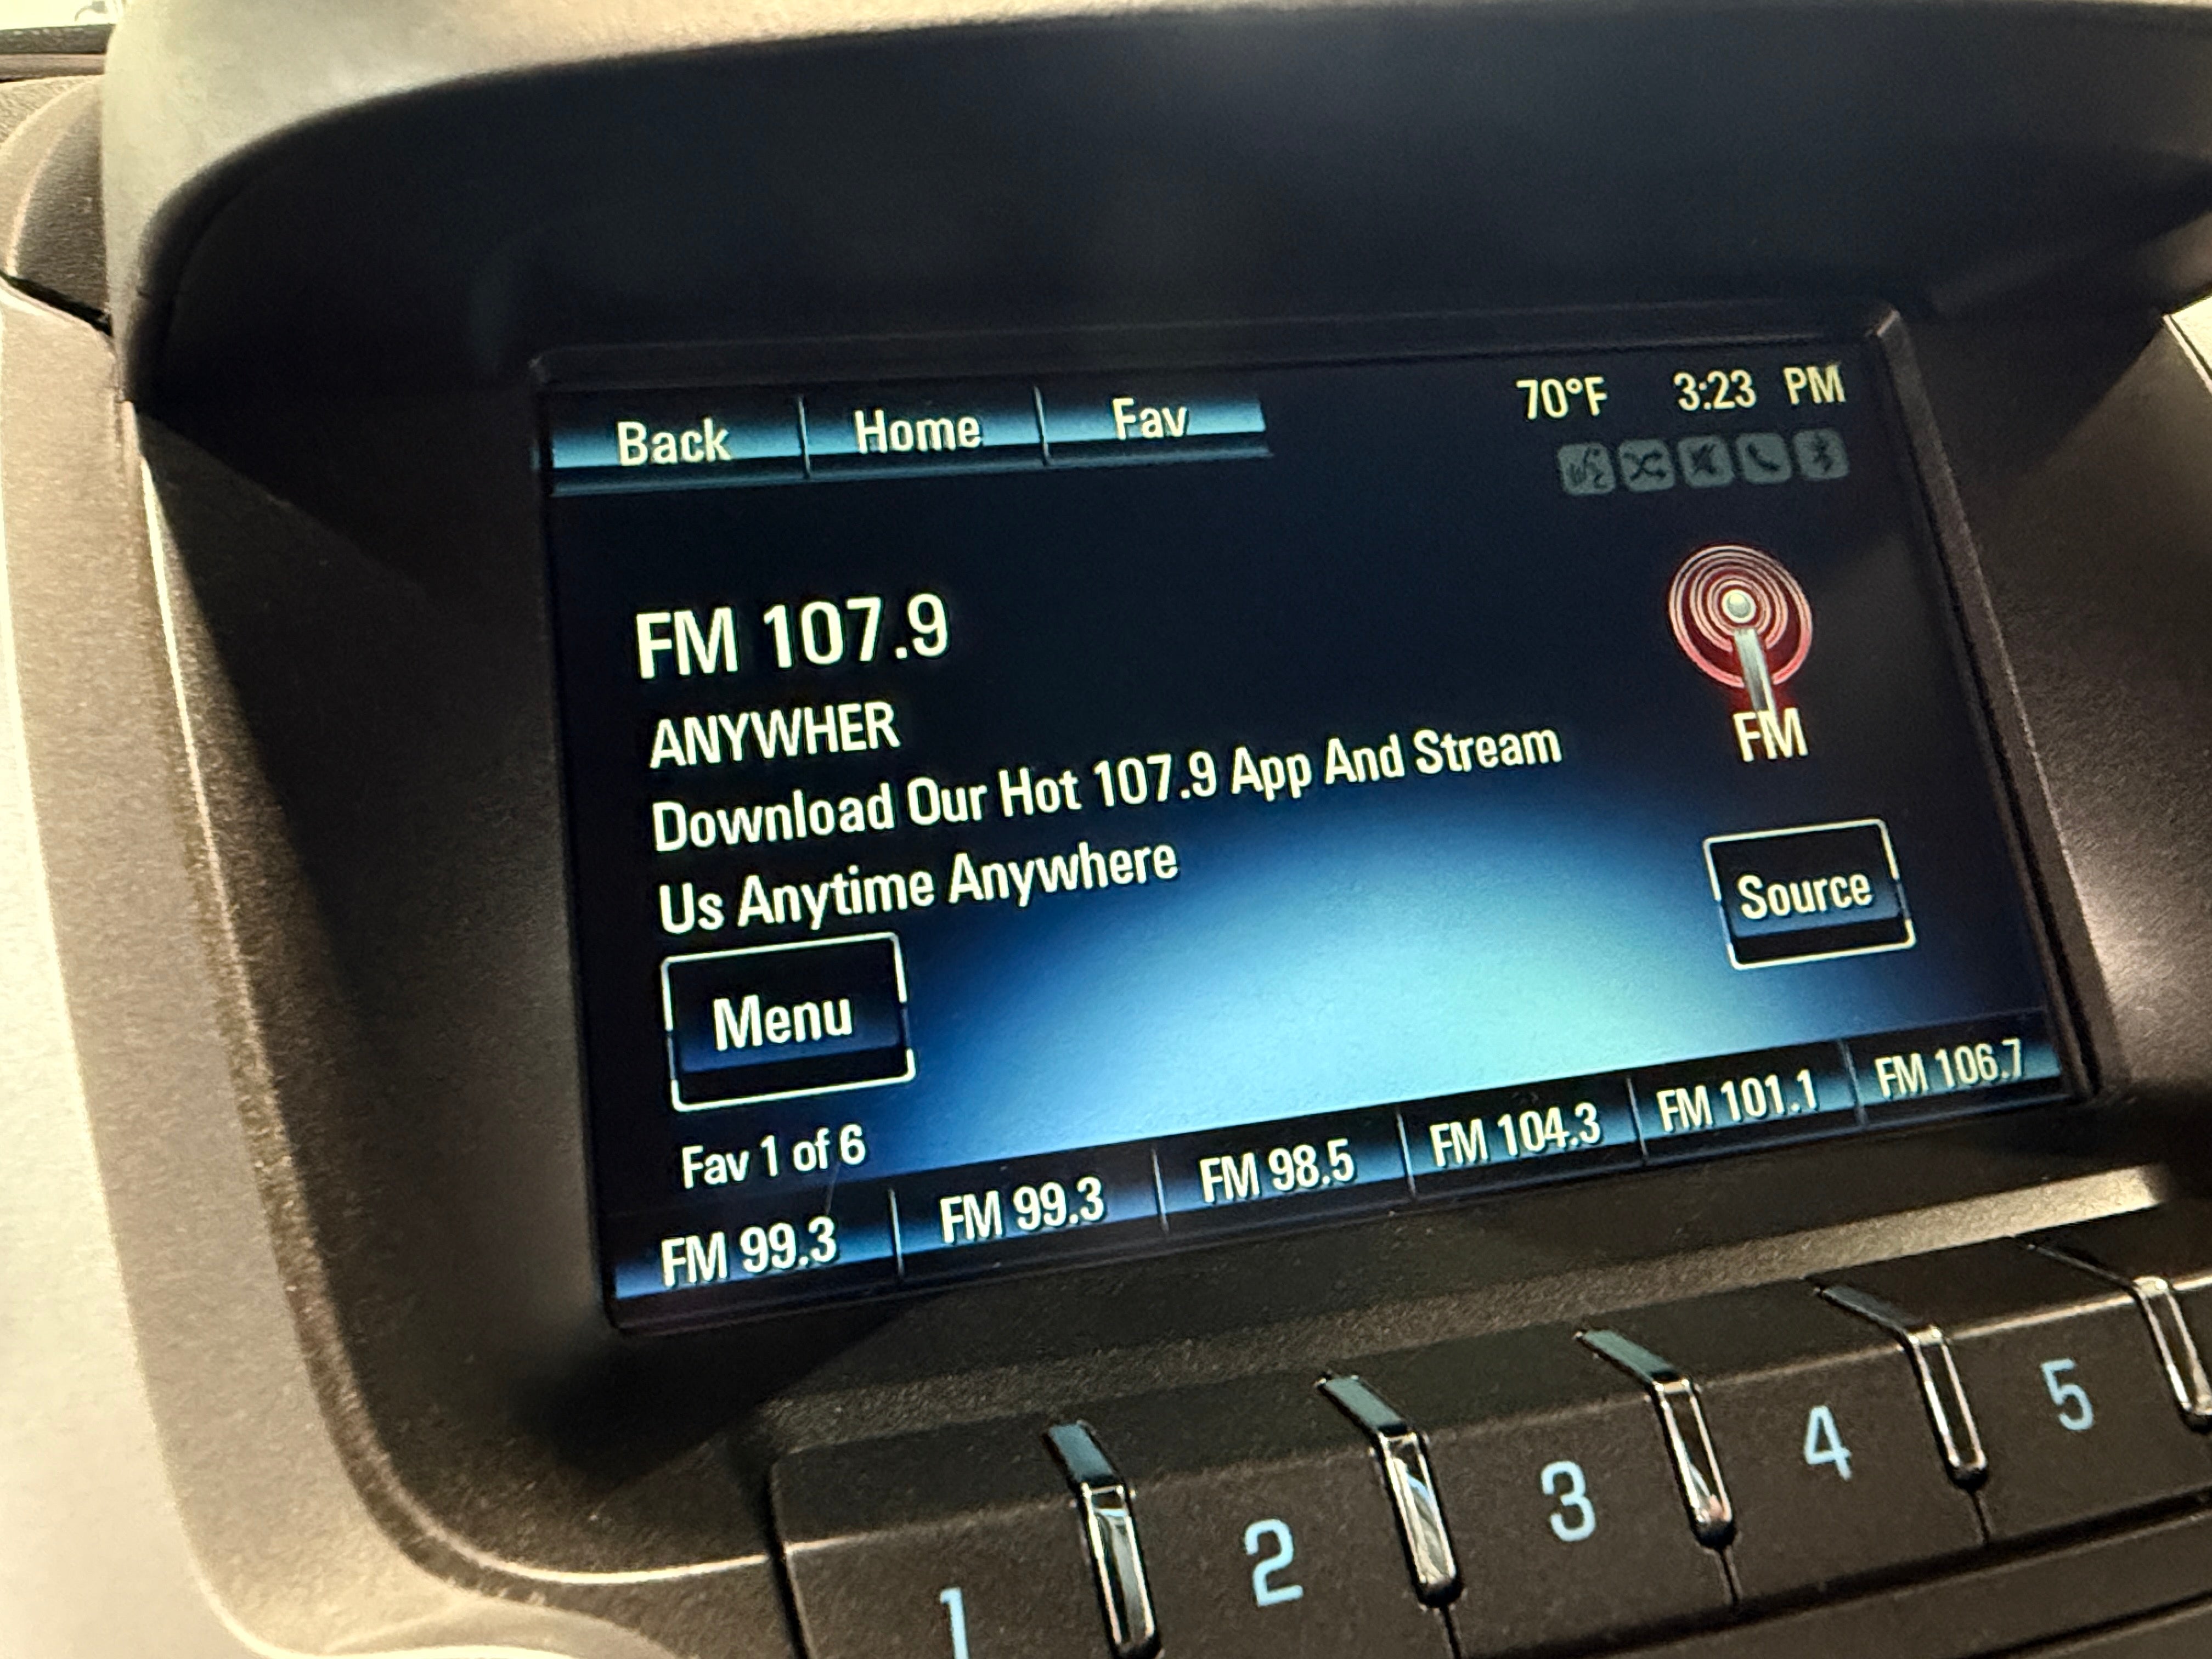 Back Home Fav 70°F 3:23 PM
FM 107.9
ANYWHER
Download Our Hot 107.9 App And Stream
Us Anytime Anywhere
FM
Source
Menu
Fav 1 of 6
FM 99.3 FM 99.3 FM 98.5 FM 104.3 FM 101.1 FM 106.7
1 2 3 4 5